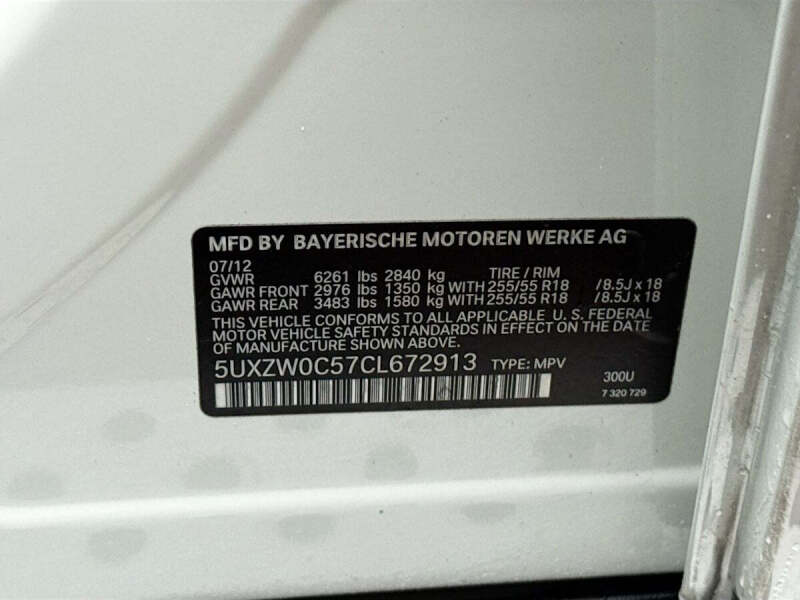 MFD BY BAYERISCHE MOTOREN WERKE AG
07/12
GVWR 6261 lbs 2840 kg TIRE / RIM
GAWR FRONT 2976 lbs 1350 kg WITH 255/55 R18 /8.5J x 18
GAWR REAR 3483 lbs 1580 kg WITH 255/55 R18 /8.5J x 18
THIS VEHICLE CONFORMS TO ALL APPLICABLE U. S. FEDERAL
MOTOR VEHICLE SAFETY STANDARDS IN EFFECT ON THE DATE
OF MANUFACTURE SHOWN ABOVE.
5UXZW0C57CL672913 TYPE: MPV
300U
7 320 729